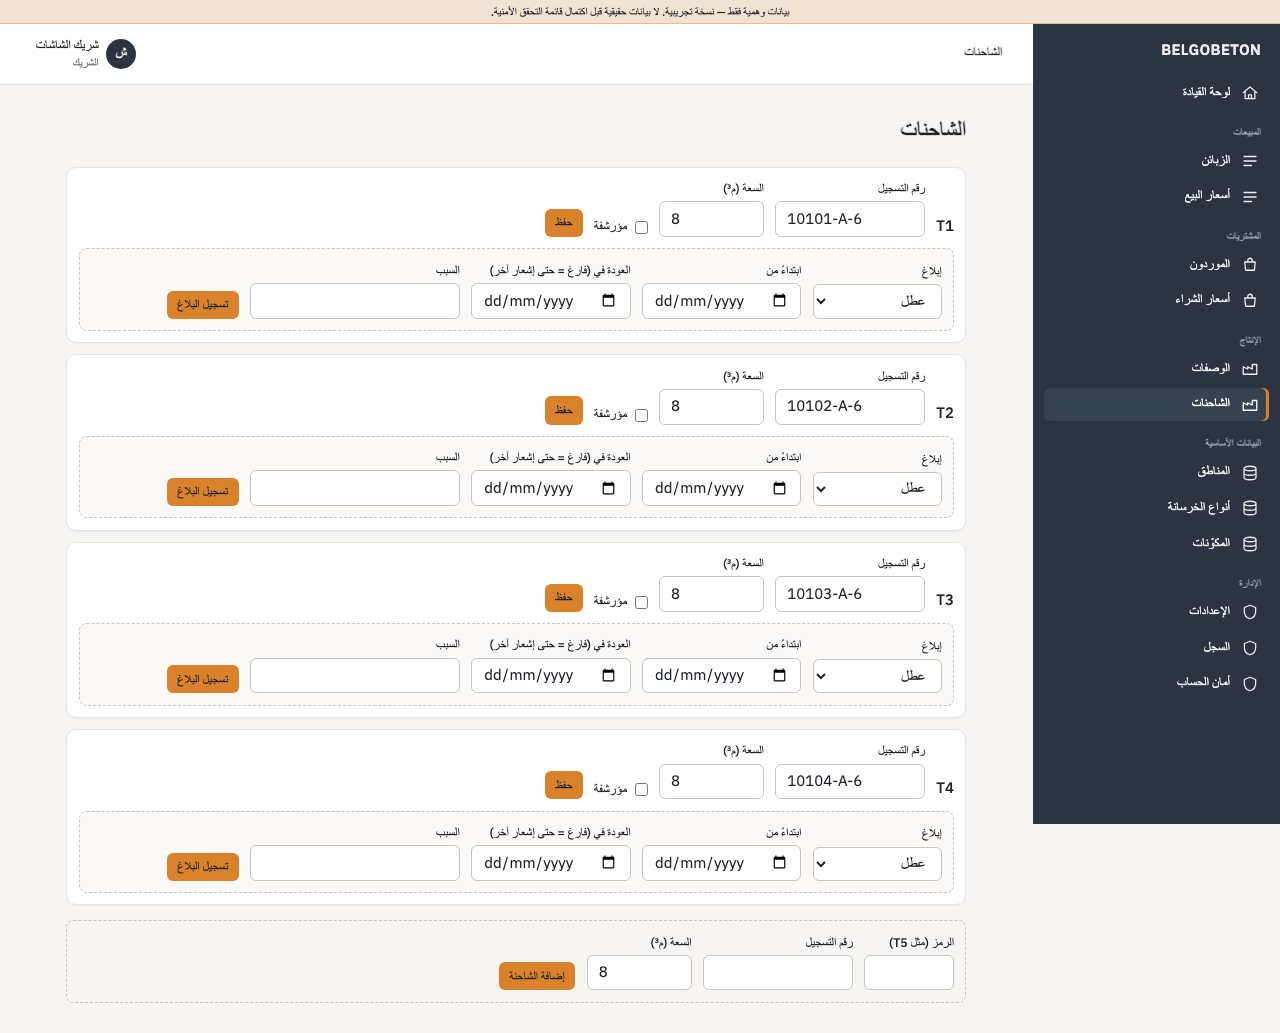 بيانات وهمية فقط — نسخة تجريبية. لا بيانات حقيقية قبل اكتمال قائمة التحقق الأمنية.
BELGOBETON
لوحة القيادة
المبيعات
الزبائن
أسعار البيع
المشتريات
الموردون
أسعار الشراء
الإنتاج
الوصفات
الشاحنات
البيانات الأساسية
المناطق
أنواع الخرسانة
المكوّنات
الإدارة
الإعدادات
السجل
أمان الحساب
الشاحنات
ش
شريك الشاشات
الشريك
الشاحنات
رقم التسجيل السعة (م³)
T1 10101-A-6 8 مؤرشفة حفظ
إبلاغ ابتداءً من العودة في (فارغ = حتى إشعار آخر) السبب
عطل dd/mm/yyyy dd/mm/yyyy تسجيل البلاغ
رقم التسجيل السعة (م³)
T2 10102-A-6 8 مؤرشفة حفظ
إبلاغ ابتداءً من العودة في (فارغ = حتى إشعار آخر) السبب
عطل dd/mm/yyyy dd/mm/yyyy تسجيل البلاغ
رقم التسجيل السعة (م³)
T3 10103-A-6 8 مؤرشفة حفظ
إبلاغ ابتداءً من العودة في (فارغ = حتى إشعار آخر) السبب
عطل dd/mm/yyyy dd/mm/yyyy تسجيل البلاغ
رقم التسجيل السعة (م³)
T4 10104-A-6 8 مؤرشفة حفظ
إبلاغ ابتداءً من العودة في (فارغ = حتى إشعار آخر) السبب
عطل dd/mm/yyyy dd/mm/yyyy تسجيل البلاغ
الرمز (مثل T5) رقم التسجيل السعة (م³)
8 إضافة الشاحنة